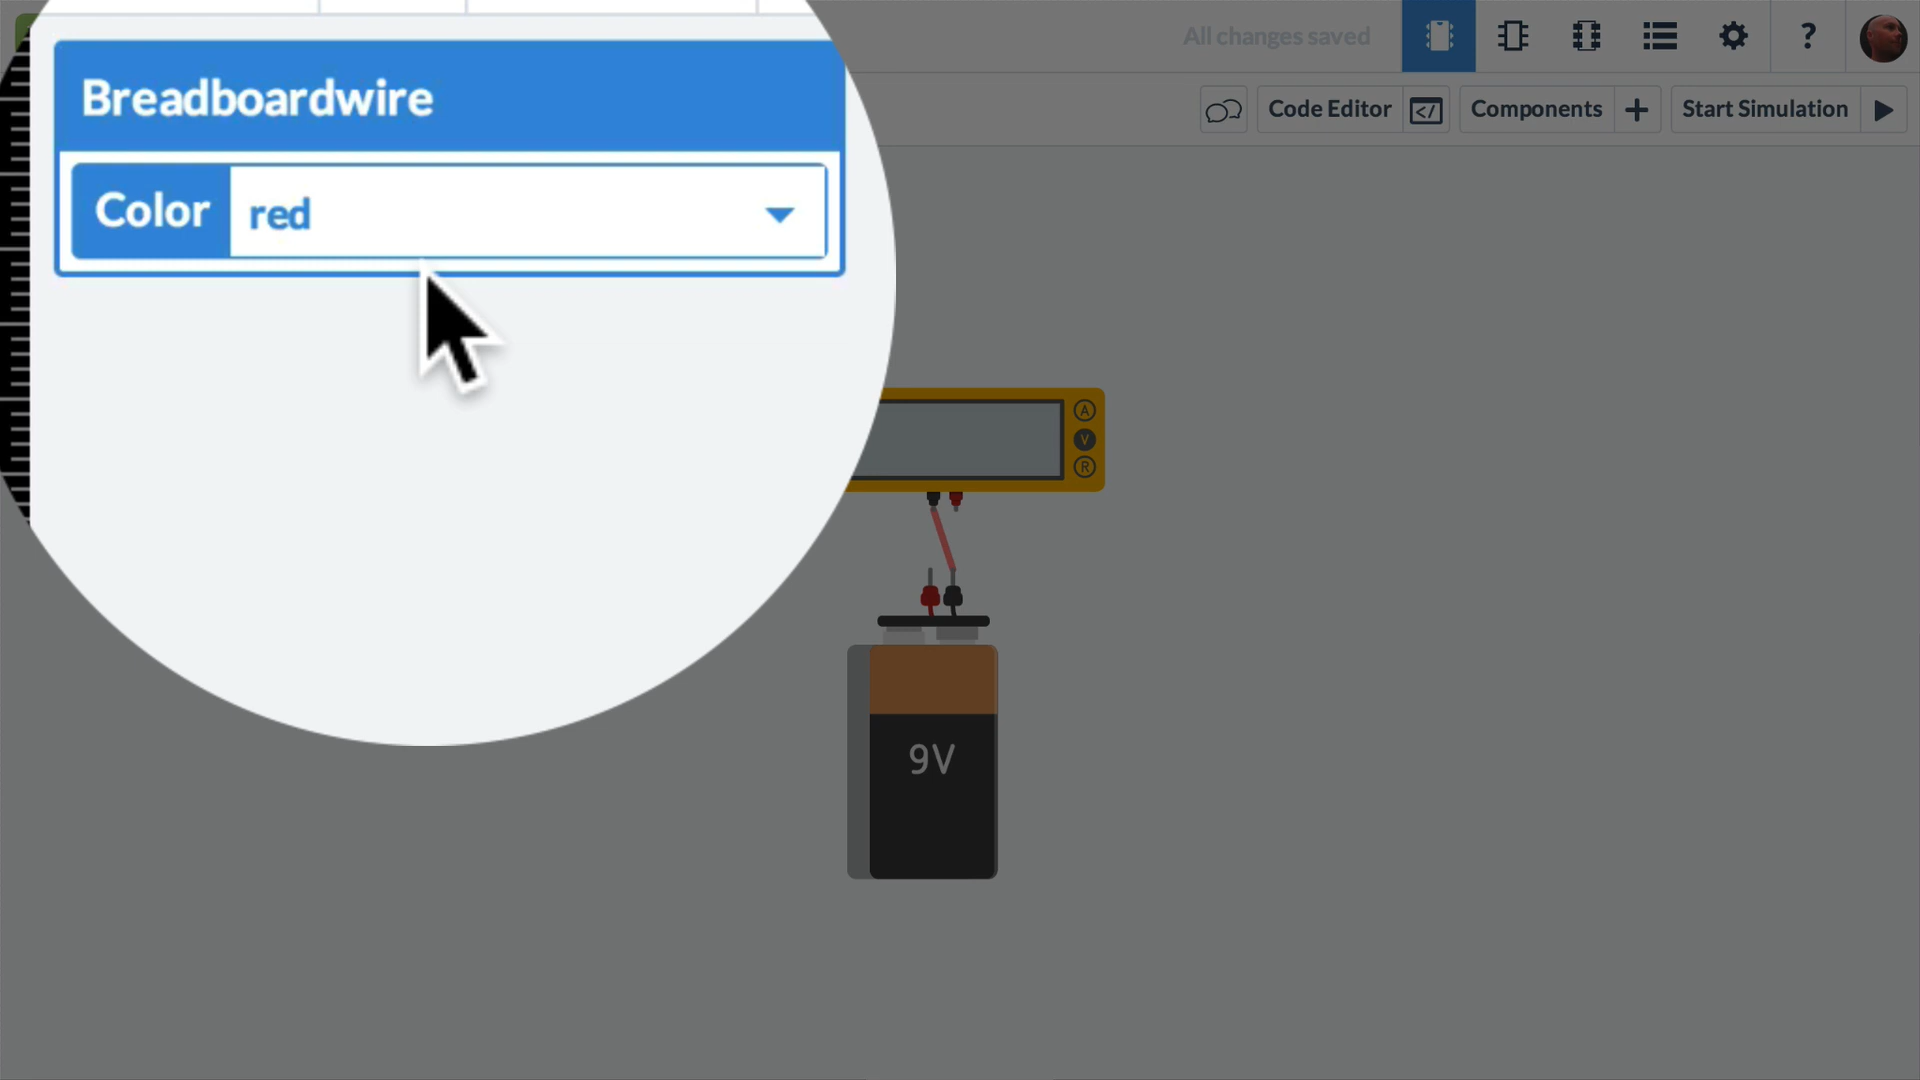 All changes saved
?
Breadboardwire
Color red
Code Editor </> Components + Start Simulation
A
V
R
9V